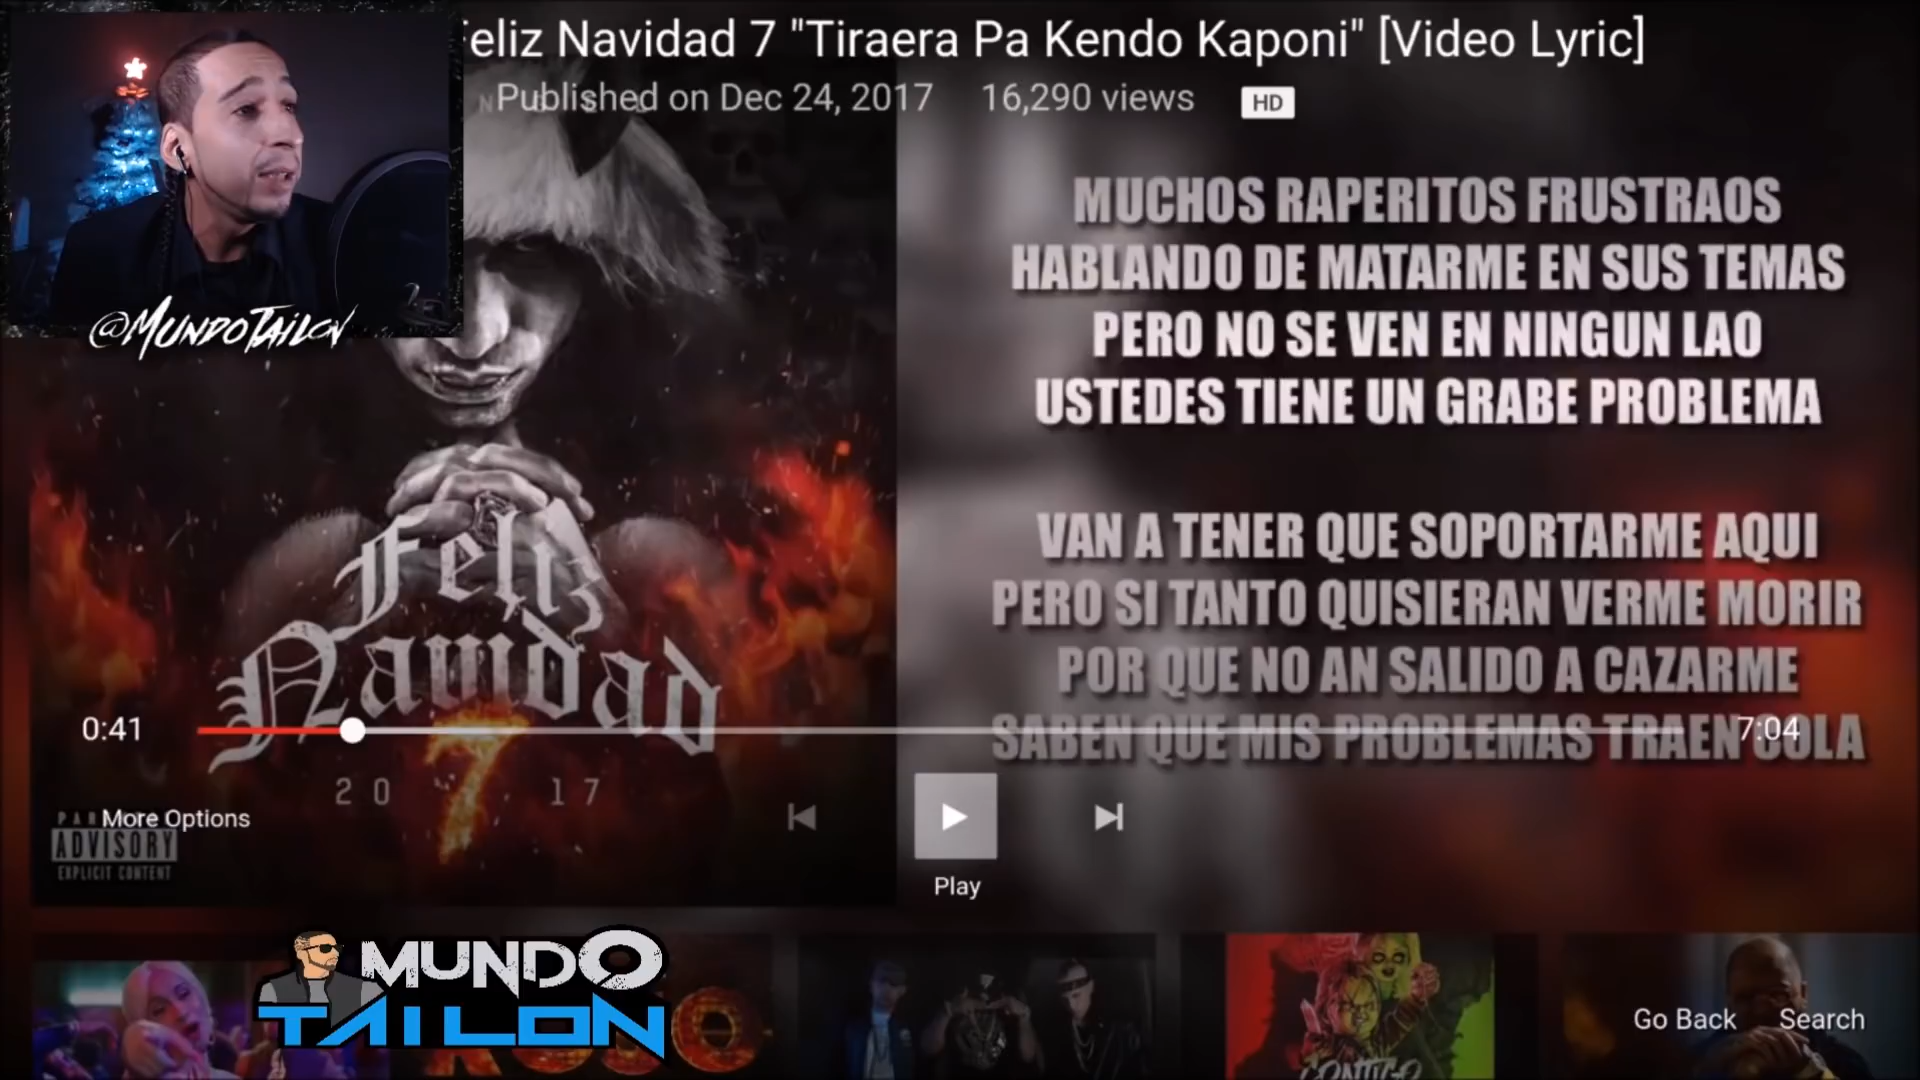 Feliz Navidad 7 "Tiraera Pa Kendo Kaponi" [Video Lyric]
Published on Dec 24, 2017 16,290 views HD
@MUNDOTAILON
MUCHOS RAPERITOS FRUSTRAOS
HABLANDO DE MATARME EN SUS TEMAS
PERO NO SE VEN EN NINGUN LAO
USTEDES TIENE UN GRABE PROBLEMA
VAN A TENER QUE SOPORTARME AQUI
PERO SI TANTO QUISIERAN VERME MORIR
POR QUE NO AN SALIDO A CAZARME
SABEN QUE MIS PROBLEMAS TRAEN COLA
Feliz
Navidad
7
20 17
0:41
7:04
More Options
ADVISORY
EXPLICIT CONTENT
Play
MUNDO
TAILON
CONTIGO
Go Back Search